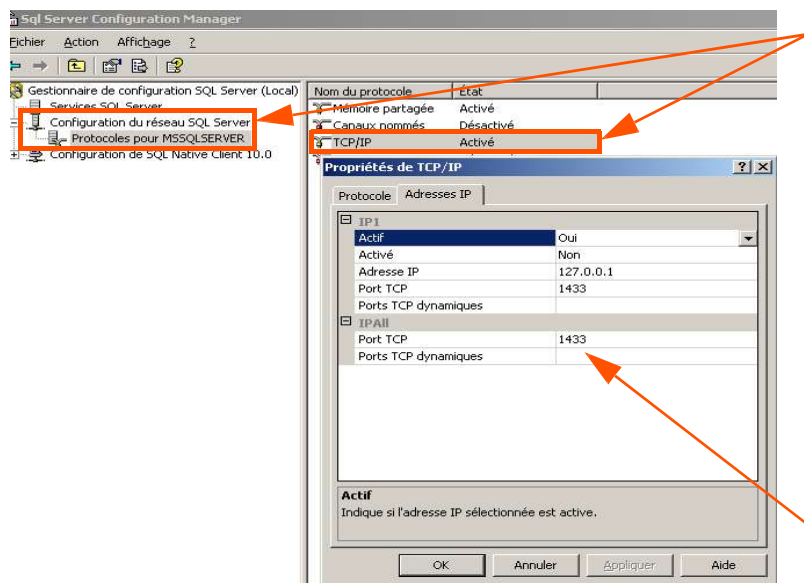 Sql Server Configuration Manager
Fichier Action Affichage ?
Gestionnaire de configuration SQL Server (Local)
Services SQL Server
Configuration du réseau SQL Server
Protocoles pour MSSQLSERVER
Configuration de SQL Native Client 10.0
Nom du protocole État
Mémoire partagée Activé
Canaux nommés Désactivé
TCP/IP Activé
Propriétés de TCP/IP
Protocole Adresses IP
IP1
Actif Oui
Activé Non
Adresse IP 127.0.0.1
Port TCP 1433
Ports TCP dynamiques
IPAll
Port TCP 1433
Ports TCP dynamiques
Actif
Indique si l'adresse IP sélectionnée est active.
OK Annuler Appliquer Aide